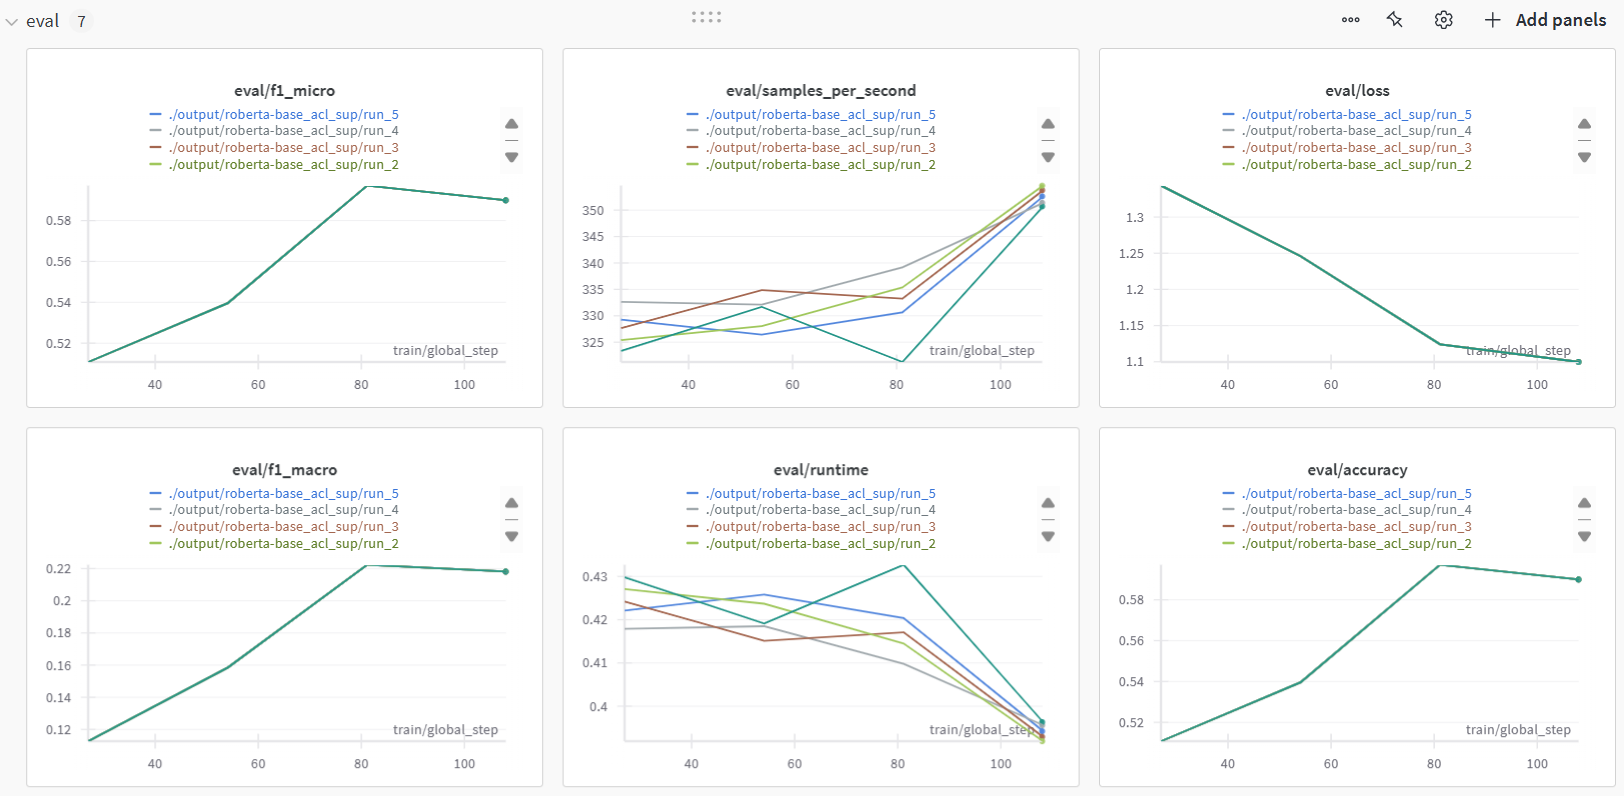 eval 7
Add panels
eval/f1_micro
./output/roberta-base_acl_sup/run_5
./output/roberta-base_acl_sup/run_4
./output/roberta-base_acl_sup/run_3
./output/roberta-base_acl_sup/run_2
0.58
0.56
0.54
0.52
train/global_step
40 60 80 100
eval/samples_per_second
./output/roberta-base_acl_sup/run_5
./output/roberta-base_acl_sup/run_4
./output/roberta-base_acl_sup/run_3
./output/roberta-base_acl_sup/run_2
350
345
340
335
330
325
train/global_step
40 60 80 100
eval/loss
./output/roberta-base_acl_sup/run_5
./output/roberta-base_acl_sup/run_4
./output/roberta-base_acl_sup/run_3
./output/roberta-base_acl_sup/run_2
1.3
1.25
1.2
1.15
1.1
train/global_step
40 60 80 100
eval/f1_macro
./output/roberta-base_acl_sup/run_5
./output/roberta-base_acl_sup/run_4
./output/roberta-base_acl_sup/run_3
./output/roberta-base_acl_sup/run_2
0.22
0.2
0.18
0.16
0.14
0.12
train/global_step
40 60 80 100
eval/runtime
./output/roberta-base_acl_sup/run_5
./output/roberta-base_acl_sup/run_4
./output/roberta-base_acl_sup/run_3
./output/roberta-base_acl_sup/run_2
0.43
0.42
0.41
0.4
train/global_step
40 60 80 100
eval/accuracy
./output/roberta-base_acl_sup/run_5
./output/roberta-base_acl_sup/run_4
./output/roberta-base_acl_sup/run_3
./output/roberta-base_acl_sup/run_2
0.58
0.56
0.54
0.52
train/global_step
40 60 80 100